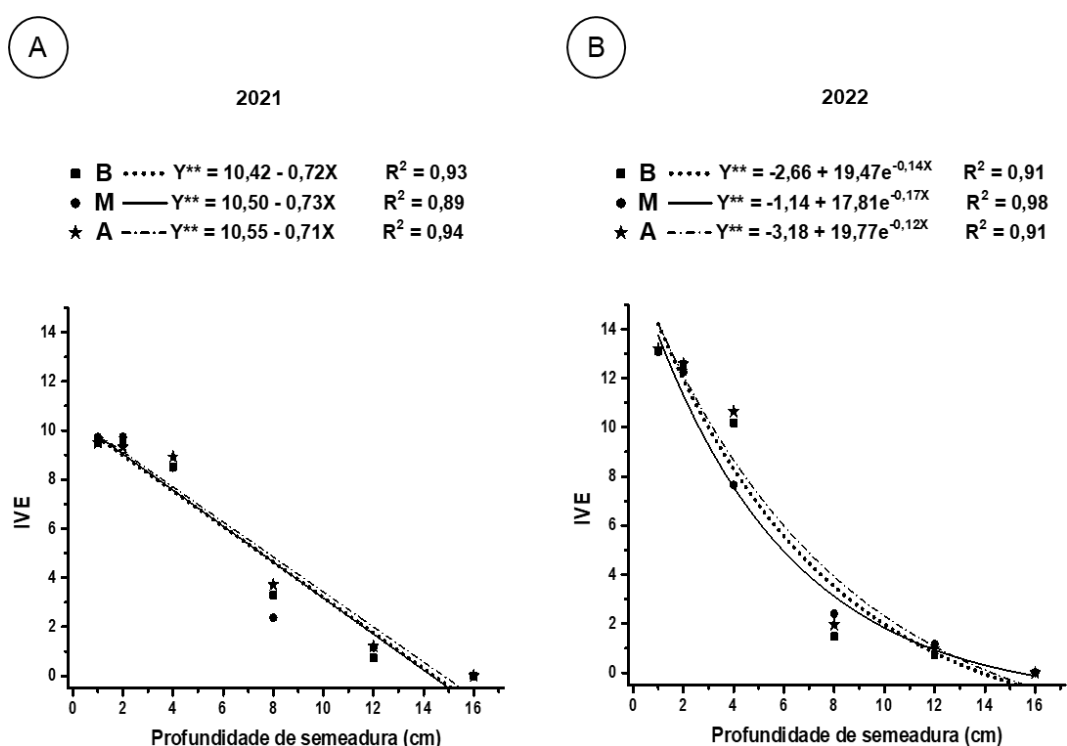 A
2021
B Y** = 10,42 - 0,72X R² = 0,93
M Y** = 10,50 - 0,73X R² = 0,89
A Y** = 10,55 - 0,71X R² = 0,94
IVE
14
12
10
8
6
4
2
0
0 2 4 6 8 10 12 14 16
Profundidade de semeadura (cm)
B
2022
B Y** = -2,66 + 19,47e^-0,14X R² = 0,91
M Y** = -1,14 + 17,81e^-0,17X R² = 0,98
A Y** = -3,18 + 19,77e^-0,12X R² = 0,91
IVE
14
12
10
8
6
4
2
0
0 2 4 6 8 10 12 14 16
Profundidade de semeadura (cm)